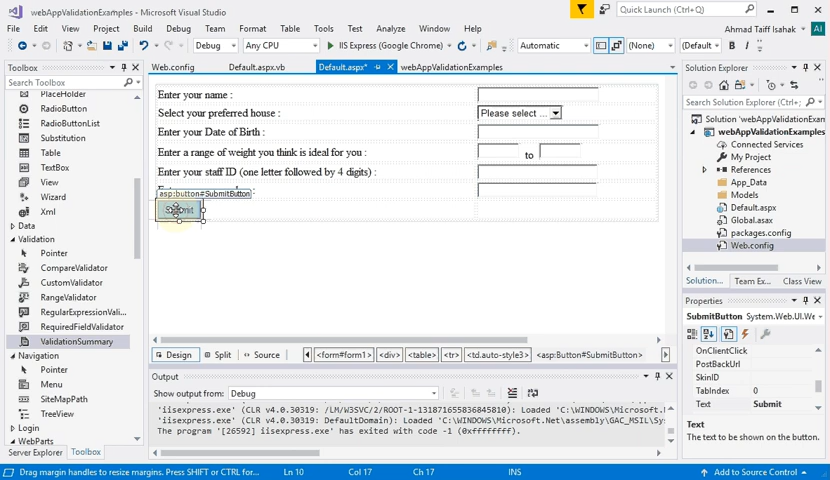 webAppValidationExamples - Microsoft Visual Studio
Quick Launch (Ctrl+Q)
File Edit View Project Build Debug Team Format Table Tools Test Analyze Window Help
Ahmad Taiff Isahak AI
Debug Any CPU IIS Express (Google Chrome) Automatic (None) (Default B I
Toolbox
Search Toolbox
PlaceHolder
RadioButton
RadioButtonList
Substitution
Table
TextBox
View
Wizard
Xml
Data
Validation
Pointer
CompareValidator
CustomValidator
RangeValidator
RegularExpressionVali...
RequiredFieldValidator
ValidationSummary
Navigation
Pointer
Menu
SiteMapPath
TreeView
Login
WebParts
Server Explorer Toolbox
Web.config Default.aspx.vb Default.aspx* webAppValidationExamples
Enter your name :
Select your preferred house : Please select ...
Enter your Date of Birth :
Enter a range of weight you think is ideal for you : to
Enter your staff ID (one letter followed by 4 digits) :
asp:button#SubmitButton
Submit
Design Split Source <form#form1> <div> <table> <tr> <td.auto-style3> <asp:Button#SubmitButton>
Output
Show output from: Debug
'iisexpress.exe' (CLR v4.0.30319: /LM/W3SVC/2/ROOT-1-131871655836845810): Loaded 'C:\WINDOWS\Microsoft.
'iisexpress.exe' (CLR v4.0.30319: DefaultDomain): Loaded 'C:\WINDOWS\Microsoft.Net\assembly\GAC_MSIL\Sys
The program '[26592] iisexpress.exe' has exited with code -1 (0xffffffff).
Solution Explorer
Search Solution Explorer (Ctrl+;)
Solution 'webAppValidationExam
webAppValidationExamples
Connected Services
My Project
References
App_Data
Models
Default.aspx
Global.asax
packages.config
Web.config
Solution... Team Ex... Class View
Properties
SubmitButton System.Web.UI.We
OnClientClick
PostBackUrl
SkinID
TabIndex 0
Text Submit
Text
The text to be shown on the button.
Drag margin handles to resize margins. Press SHIFT or CTRL for... Ln 10 Col 17 Ch 17 INS Add to Source Control